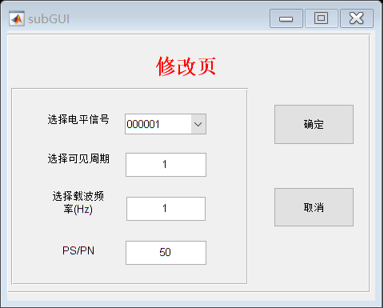 subGUI
修改页
选择电平信号
000001
选择可见周期
1
选择载波频
率(Hz)
1
PS/PN
50
确定
取消